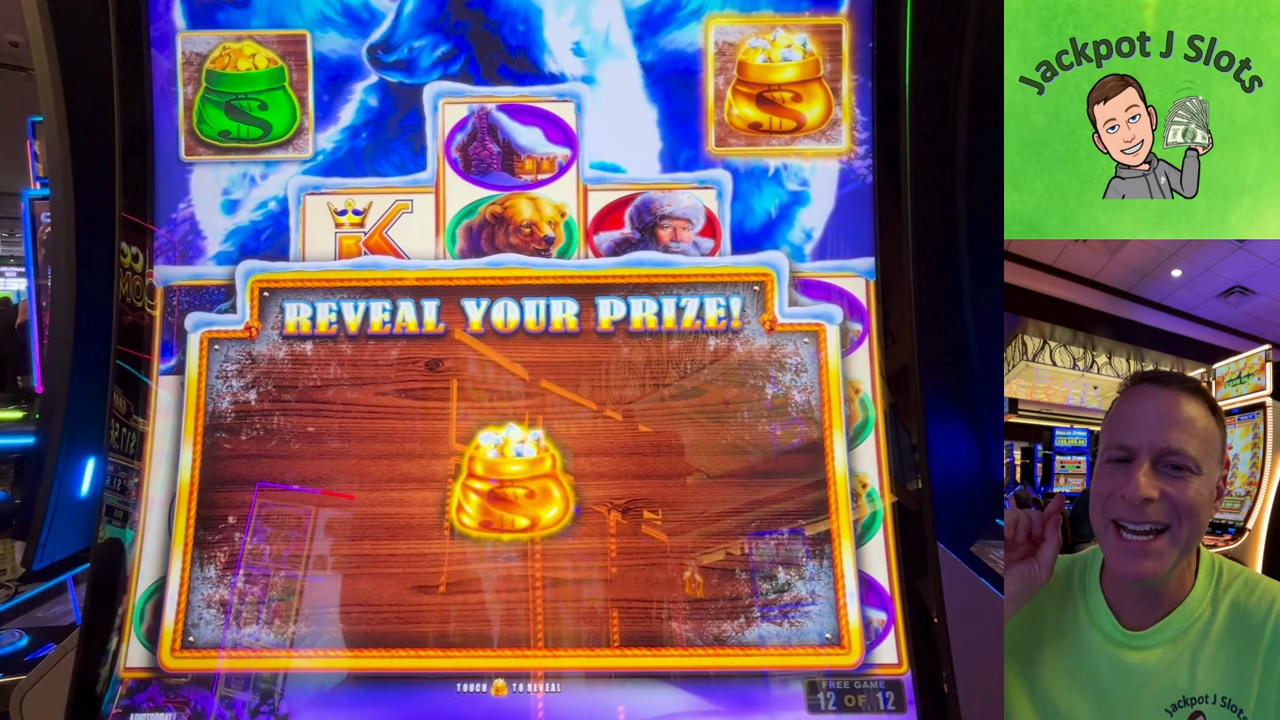 Jackpot J Slots
$
$
K
REVEAL YOUR PRIZE!
$
TOUCH TO REVEAL
FREE GAME
12 OF 12
Jackpot J Slots